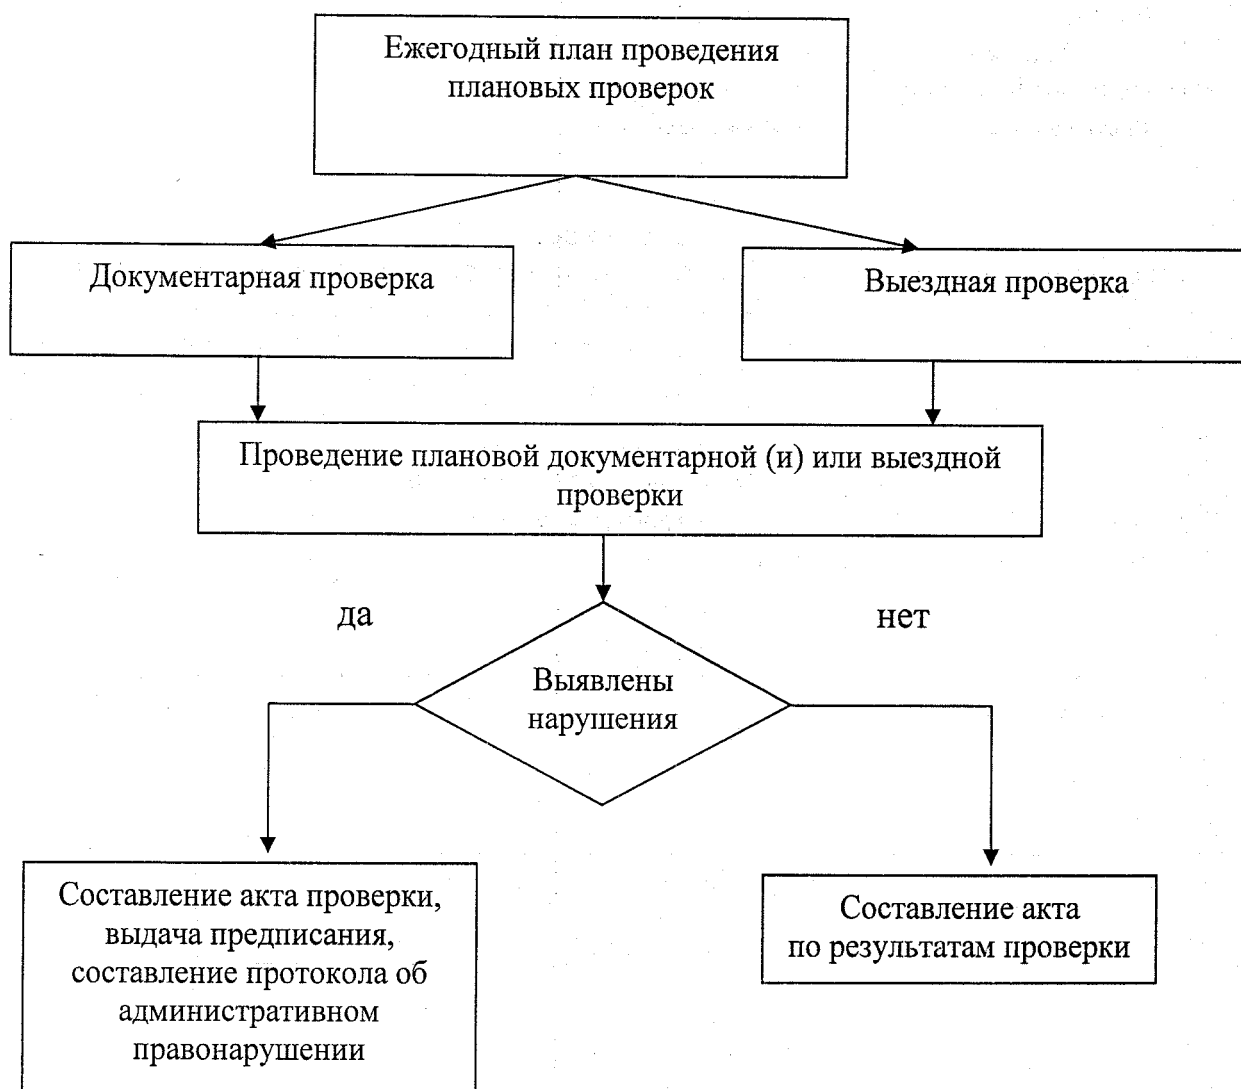 Ежегодный план проведения
плановых проверок
Документарная проверка
Выездная проверка
Проведение плановой документарной (и) или выездной
проверки
да
нет
Выявлены
нарушения
Составление акта проверки,
выдача предписания,
составление протокола об
административном
правонарушении
Составление акта
по результатам проверки